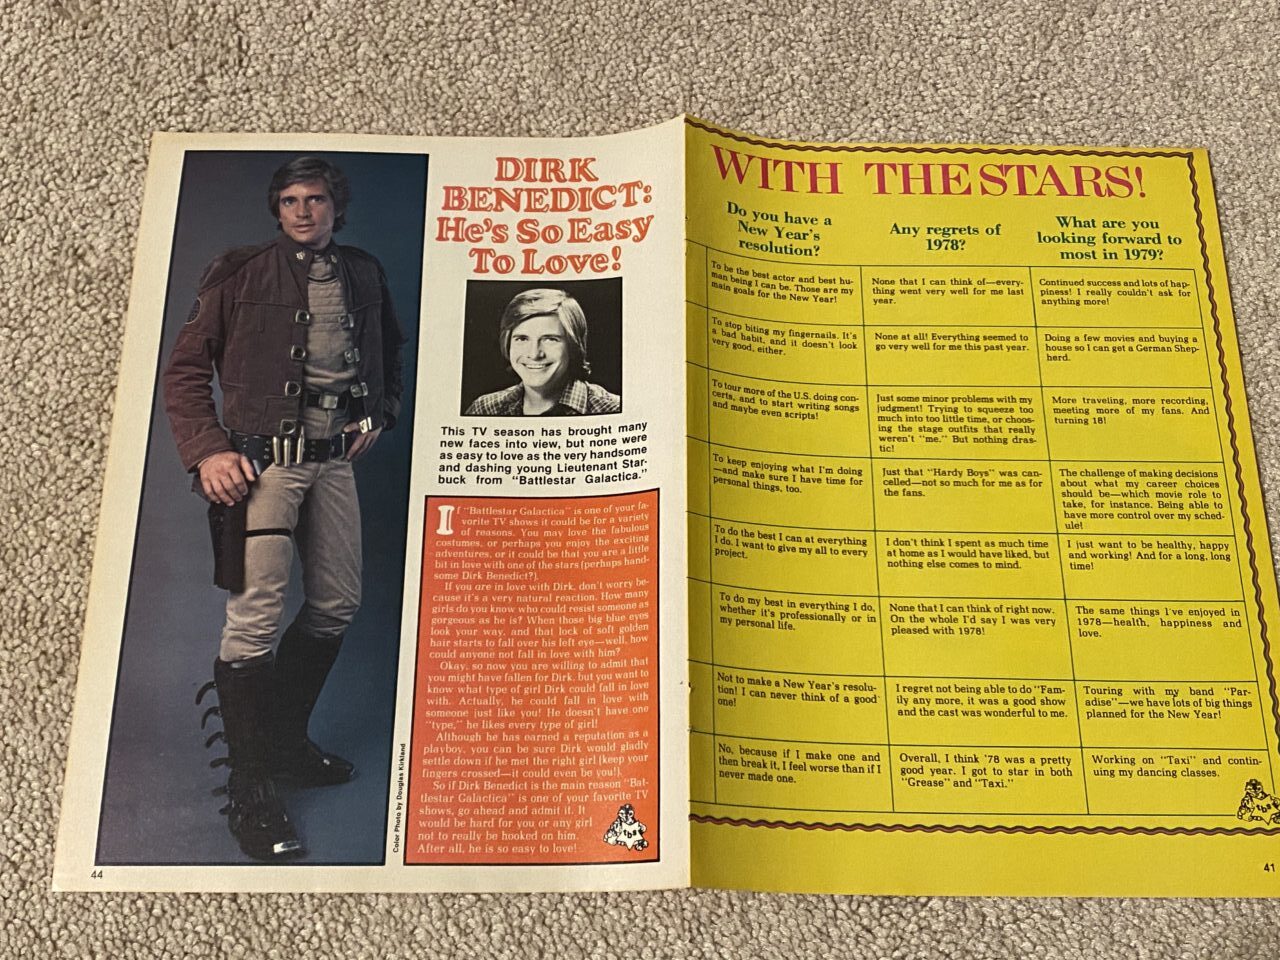 DIRK
BENEDICT:
He's So Easy
To Love!
This TV season has brought many
new faces into view, but none were
as easy to love as the very handsome
and dashing young Lieutenant Star-
buck from "Battlestar Galactica."
If "Battlestar Galactica" is one of your fa-
vorite TV shows it could be for a variety
of reasons. You may love the fabulous
costumes, or perhaps you enjoy the exciting
adventures, or it could be that you are a little
bit in love with one of the stars (perhaps hand-
some Dirk Benedict?).
If you are in love with Dirk, don't worry be-
cause it's a very natural reaction. How many
girls do you know who could resist someone as
gorgeous as he is? When those big blue eyes
look your way, and that lock of soft golden
hair starts to fall over his left eye—well, how
could anyone not fall in love with him?
Okay, so now you are willing to admit that
you might have fallen for Dirk, but you want to
know what type of girl Dirk could fall in love
with. Actually, he could fall in love with
someone just like you! He doesn't have one
"type," he likes every type of girl!
Although he has earned a reputation as a
playboy, you can be sure Dirk would gladly
settle down if he met the right girl (keep your
fingers crossed—it could even be you!).
So if Dirk Benedict is the main reason "Bat-
tlestar Galactica" is one of your favorite TV
shows, go ahead and admit it. It
would be hard for you or any girl
not to really be hooked on him.
After all, he is so easy to love!
tbs
Color Photo by Douglas Kirkland
44
WITH THE STARS!
Do you have a
New Year's
resolution?
Any regrets of
1978?
What are you
looking forward to
most in 1979?
To be the best actor and best hu-
man being I can be. Those are my
main goals for the New Year!
None that I can think of—every-
thing went very well for me last
year.
Continued success and lots of hap-
piness! I really couldn't ask for
anything more!
To stop biting my fingernails. It's
a bad habit, and it doesn't look
very good, either.
None at all! Everything seemed to
go very well for me this past year.
Doing a few movies and buying a
house so I can get a German Shep-
herd.
To tour more of the U.S. doing con-
certs, and to start writing songs
and maybe even scripts!
Just some minor problems with my
judgment! Trying to squeeze too
much into too little time, or choos-
ing the stage outfits that really
weren't "me." But nothing dras-
tic!
More traveling, more recording,
meeting more of my fans. And
turning 18!
To keep enjoying what I'm doing
—and make sure I have time for
personal things, too.
Just that "Hardy Boys" was can-
celled—not so much for me as for
the fans.
The challenge of making decisions
about what my career choices
should be—which movie role to
take, for instance. Being able to
have more control over my sched-
ule!
To do the best I can at everything
I do. I want to give my all to every
project.
I don't think I spent as much time
at home as I would have liked, but
nothing else comes to mind.
I just want to be healthy, happy
and working! And for a long, long
time!
To do my best in everything I do,
whether it's professionally or in
my personal life.
None that I can think of right now.
On the whole I'd say I was very
pleased with 1978!
The same things I've enjoyed in
1978—health, happiness and
love.
Not to make a New Year's resolu-
tion! I can never think of a good
one!
I regret not being able to do "Fam-
ily any more, it was a good show
and the cast was wonderful to me.
Touring with my band "Par-
adise"—we have lots of big things
planned for the New Year!
No, because if I make one and
then break it, I feel worse than if I
never made one.
Overall, I think '78 was a pretty
good year. I got to star in both
"Grease" and "Taxi."
Working on "Taxi" and contin-
uing my dancing classes.
tbs
41